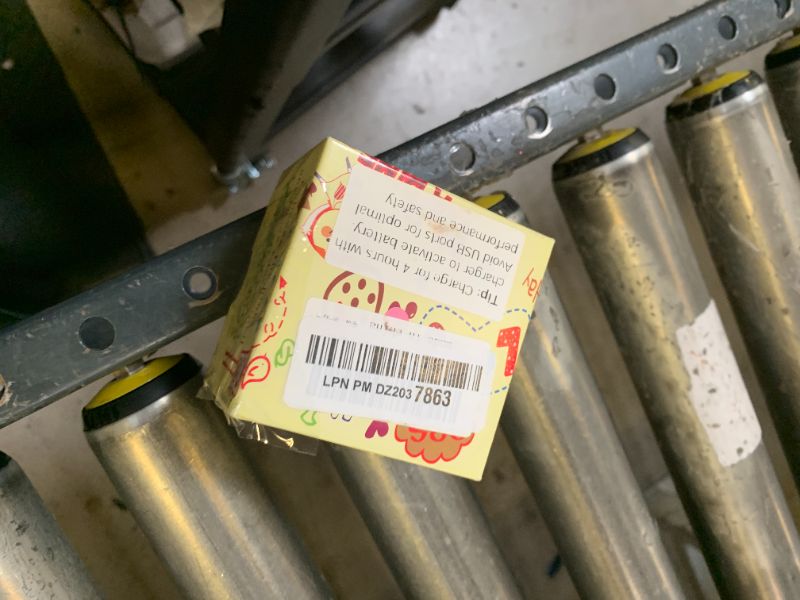 Tip: Charge for 4 hours with
charger to activate battery.
Avoid USB ports for optimal
performance and safety
LPN PM DZ203 7863